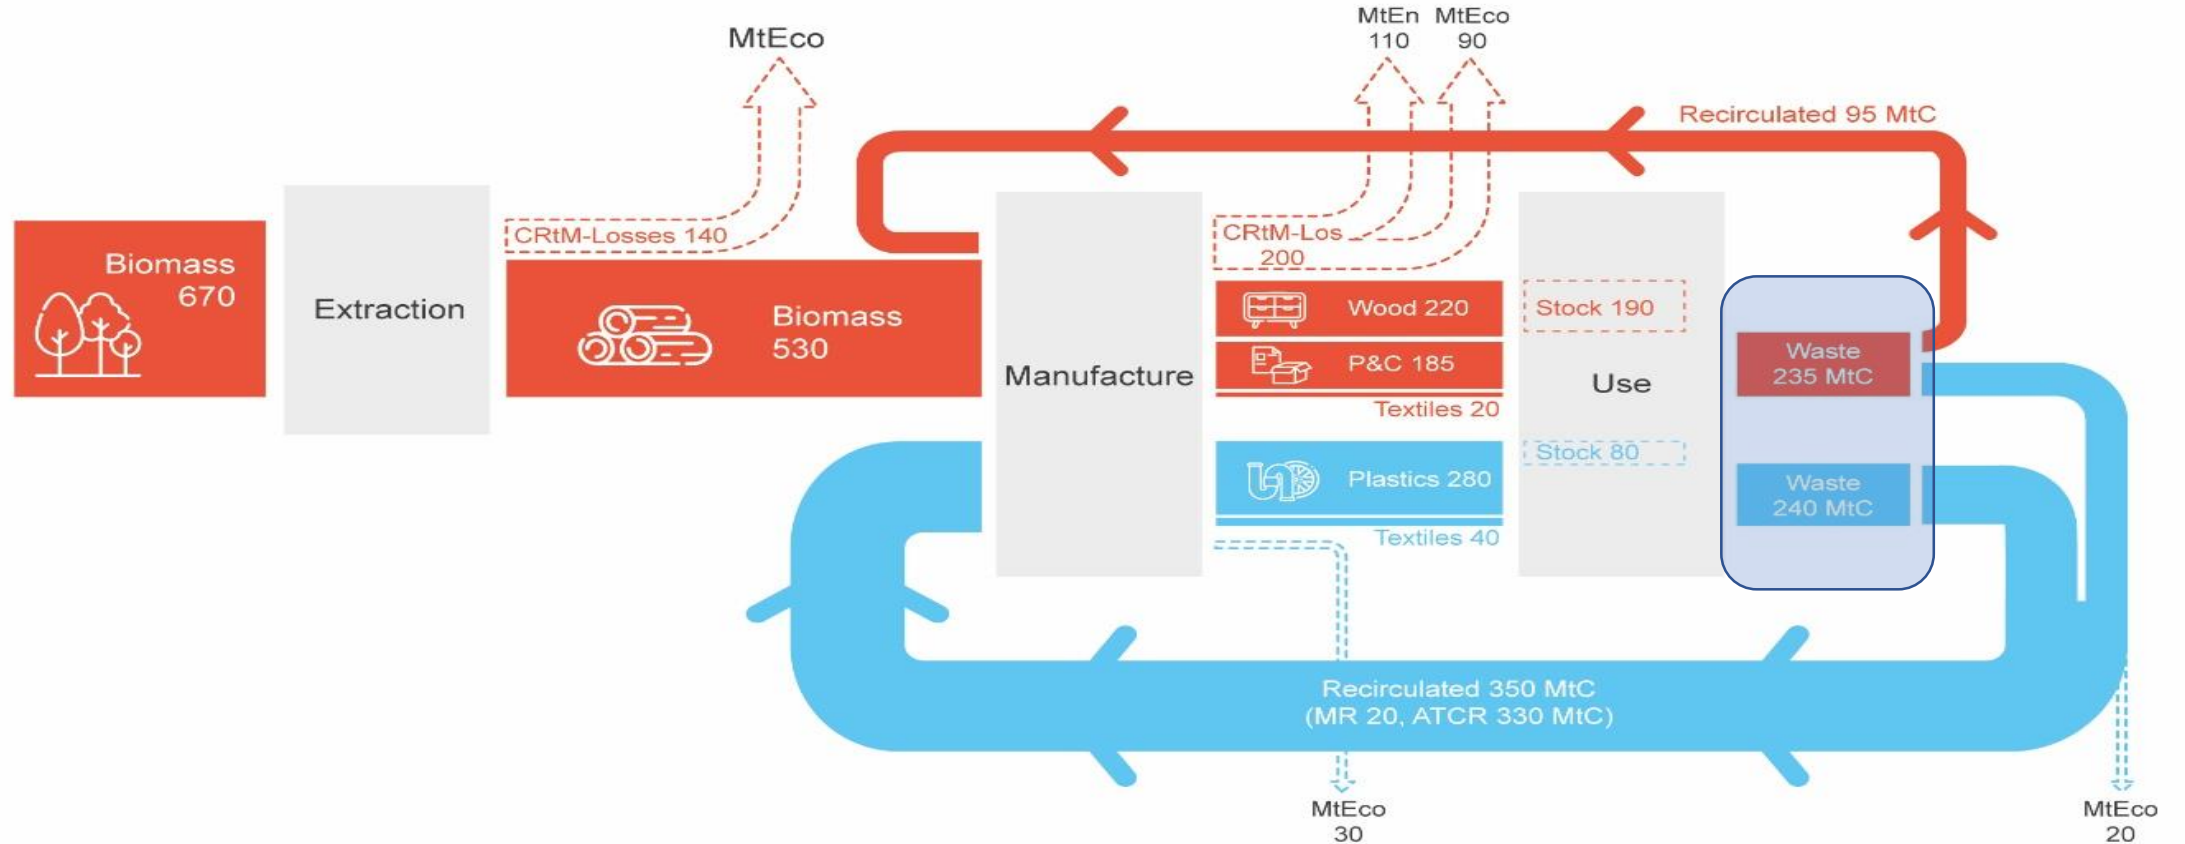 MtEco
MtEn
110
MtEco
90
Recirculated 95 MtC
CRtM-Losses 140
Biomass
670
Extraction
Biomass
530
Manufacture
CRtM-Los
200
Wood 220
P&C 185
Textiles 20
Plastics 280
Textiles 40
Stock 190
Use
Stock 80
Waste
235 MtC
Waste
240 MtC
Recirculated 350 MtC
(MR 20, ATCR 330 MtC)
MtEco
30
MtEco
20